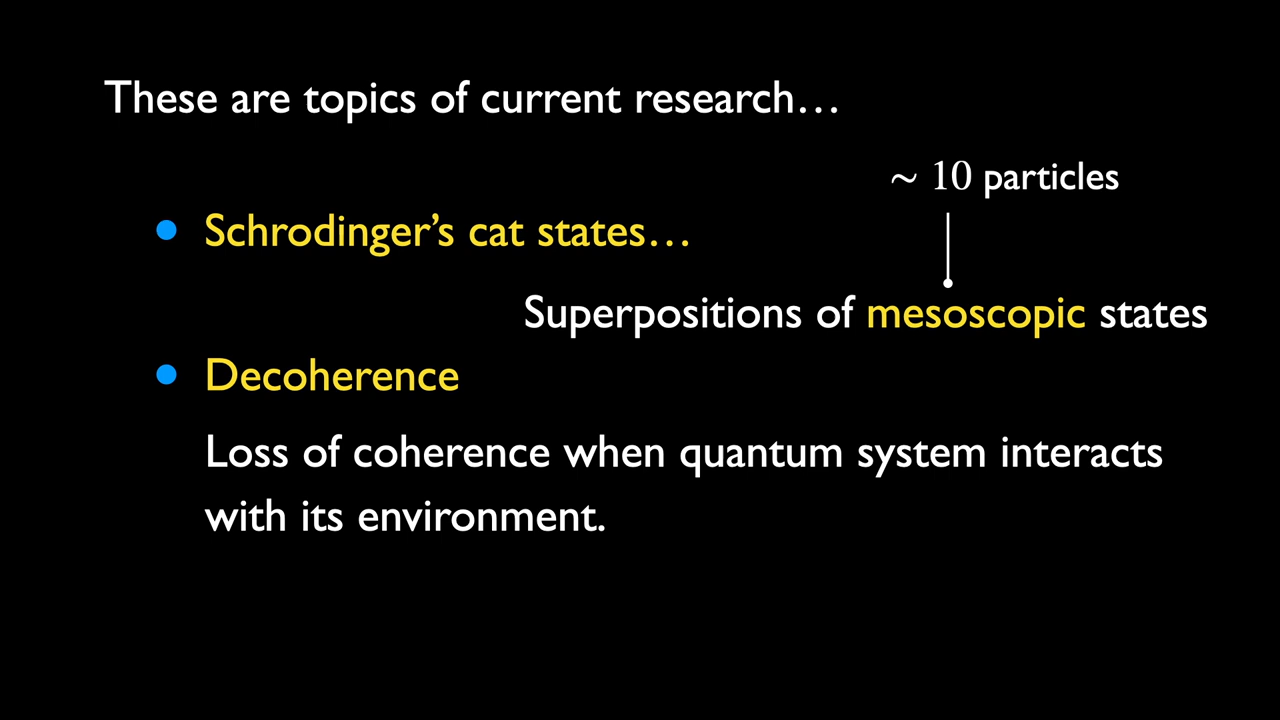 These are topics of current research…
~ 10 particles
• Schrodinger’s cat states…
Superpositions of mesoscopic states
• Decoherence
Loss of coherence when quantum system interacts
with its environment.